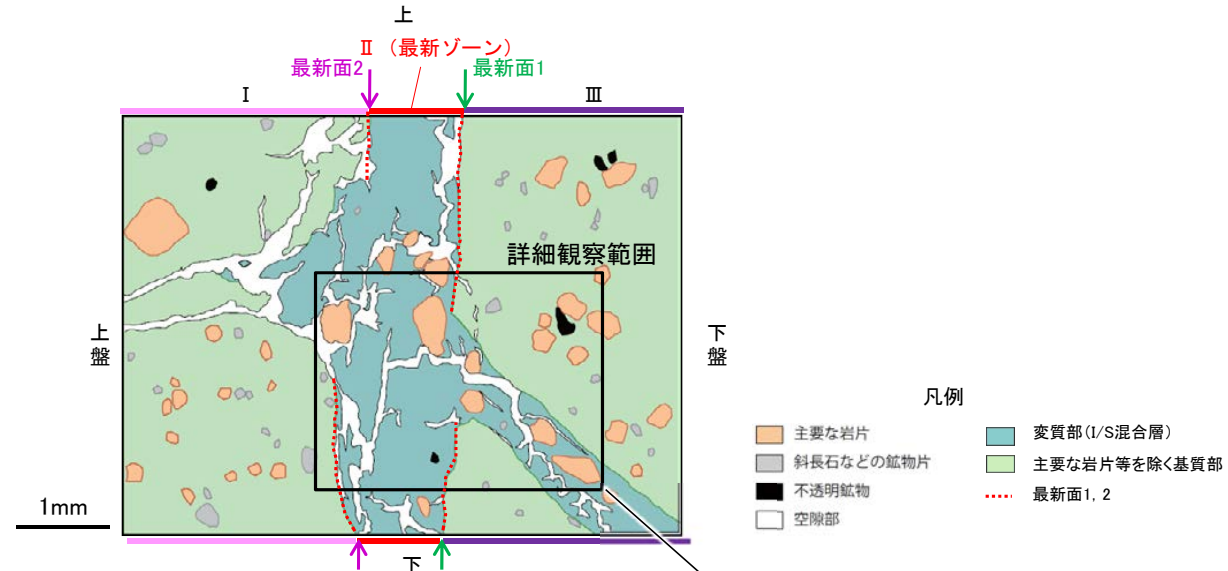 上
Ⅱ（最新ゾーン）
最新面2
最新面1
Ⅰ
Ⅲ
詳細観察範囲
上盤
下盤
1mm
下
凡例
主要な岩片
斜長石などの鉱物片
不透明鉱物
空隙部
変質部(I/S混合層)
主要な岩片等を除く基質部
最新面1, 2